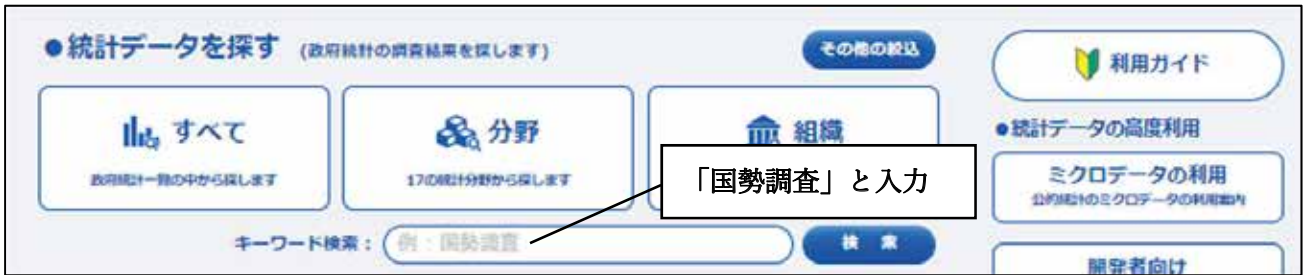 ●統計データを探す (政府統計の調査結果を探します)
その他の絞込
すべて
政府統計一覧の中から探します
分野
17の統計分野から探します
組織
「国勢調査」と入力
キーワード検索：
例：国勢調査
検 索
利用ガイド
●統計データの高度利用
ミクロデータの利用
公的統計のミクロデータの利用案内
開発者向け